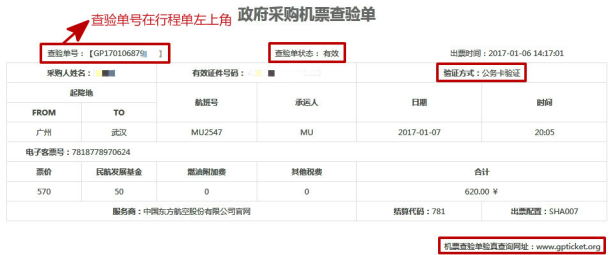 查验单号在行程单左上角
政府采购机票查验单
查验单号：【GP17010687 】 查验单状态：有效 出票时间：2017-01-06 14:17:01
采购人姓名： 有效证件号码： 验证方式：公务卡验证
起降地 航班号 承运人 日期 时间
FROM TO
广州 武汉 MU2547 MU 2017-01-07 20:05
电子客票号：7818778970624
票价 民航发展基金 燃油附加费 其他税费 合计
570 50 0 0 620.00 ¥
服务商：中国东方航空股份有限公司官网 结算代码：781 出票配置：SHA007
机票查验单验真查询网址：www.gpticket.org